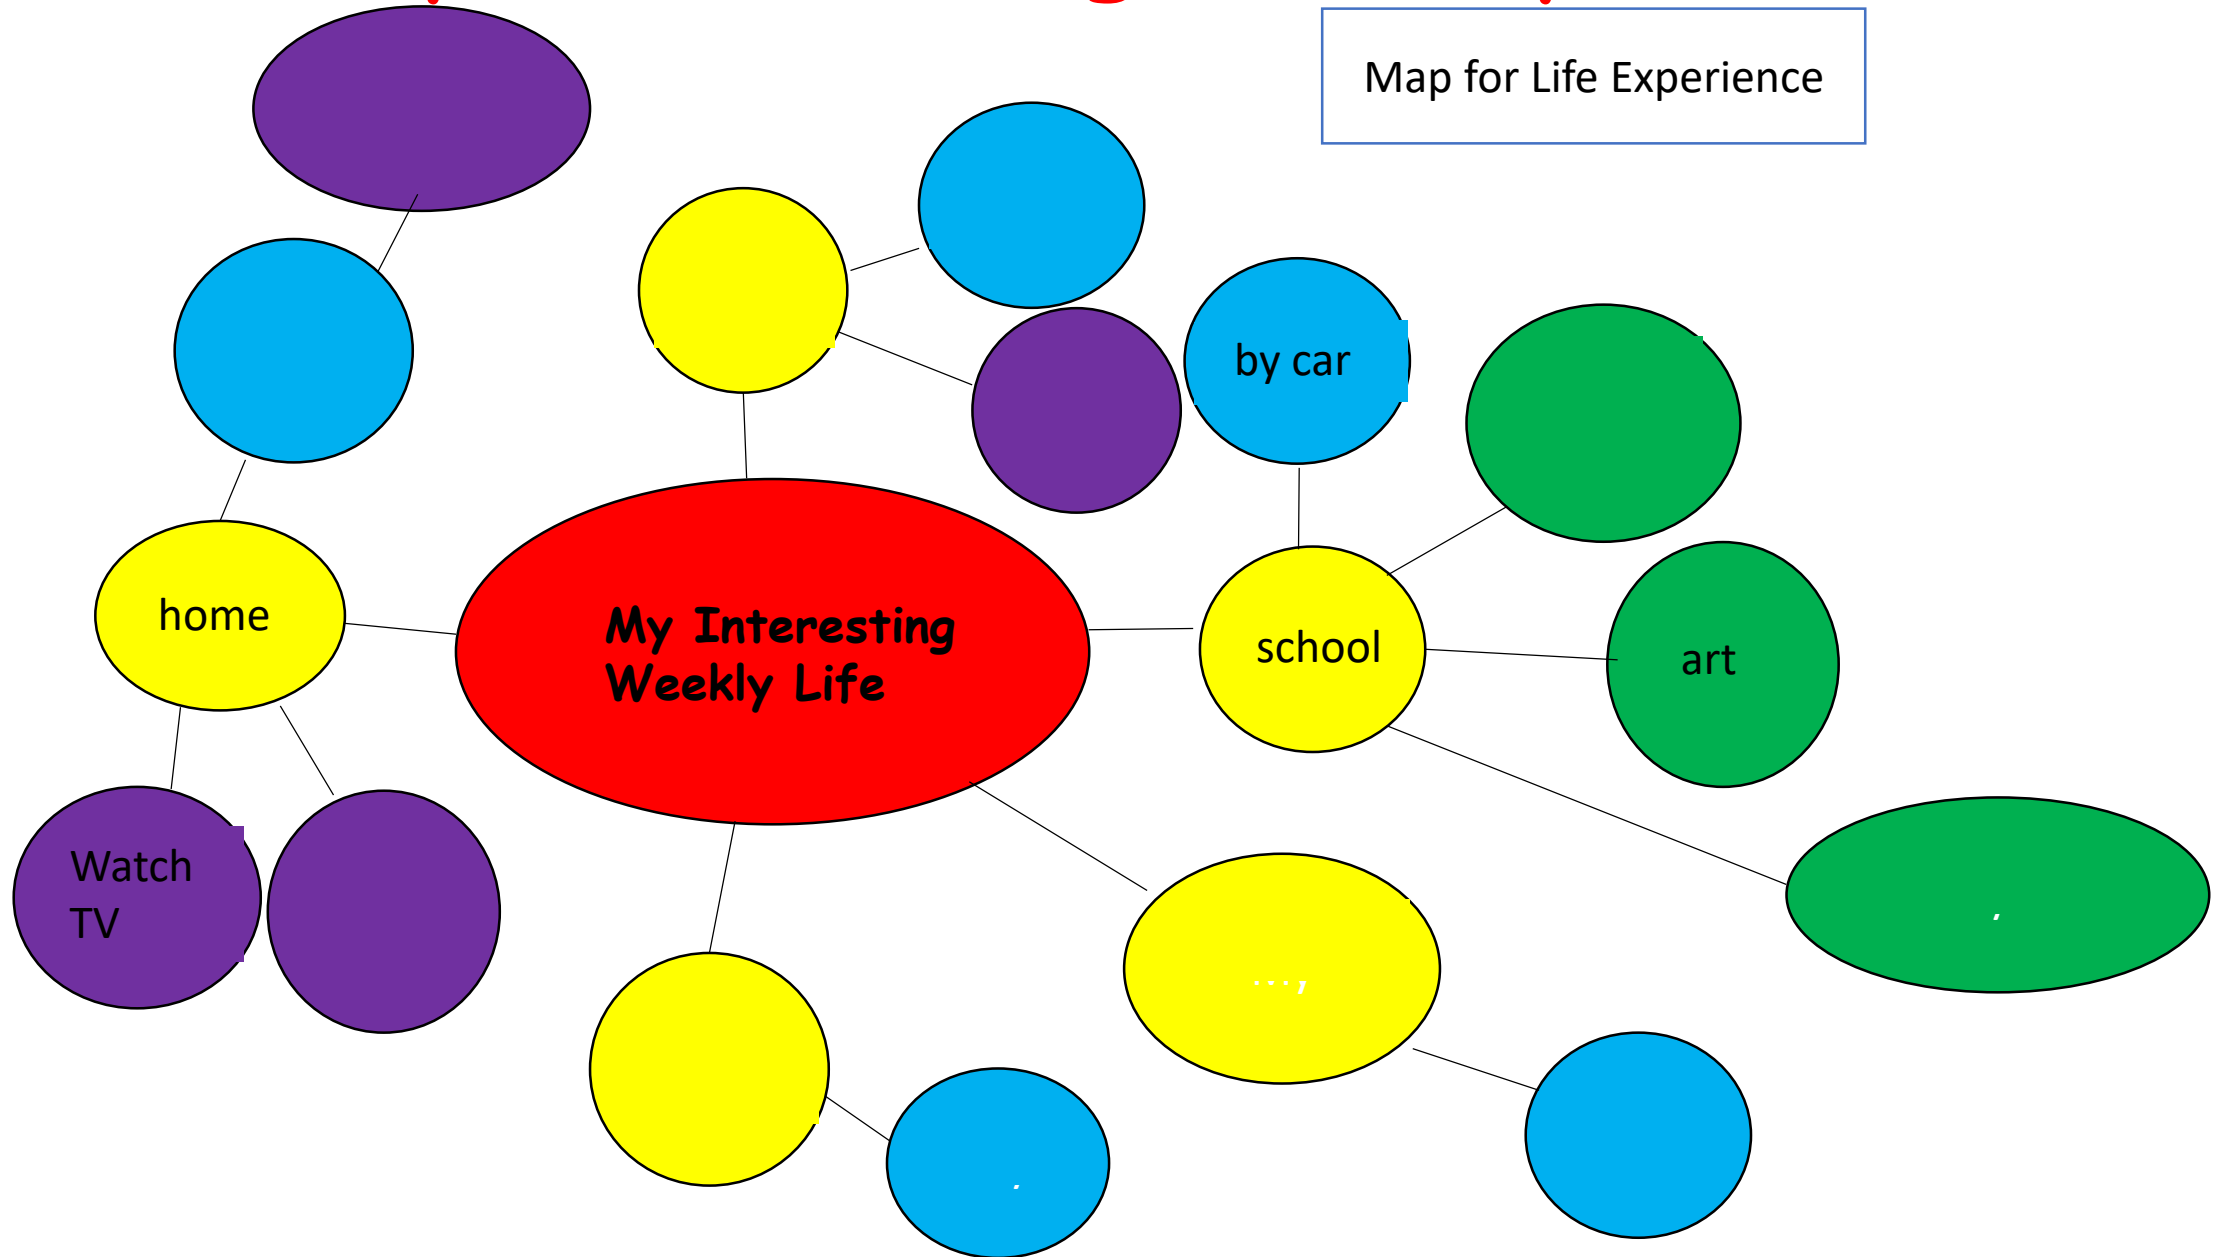 Map for Life Experience
by car
home
My Interesting
Weekly Life
school
art
Watch
TV
,
...,
.